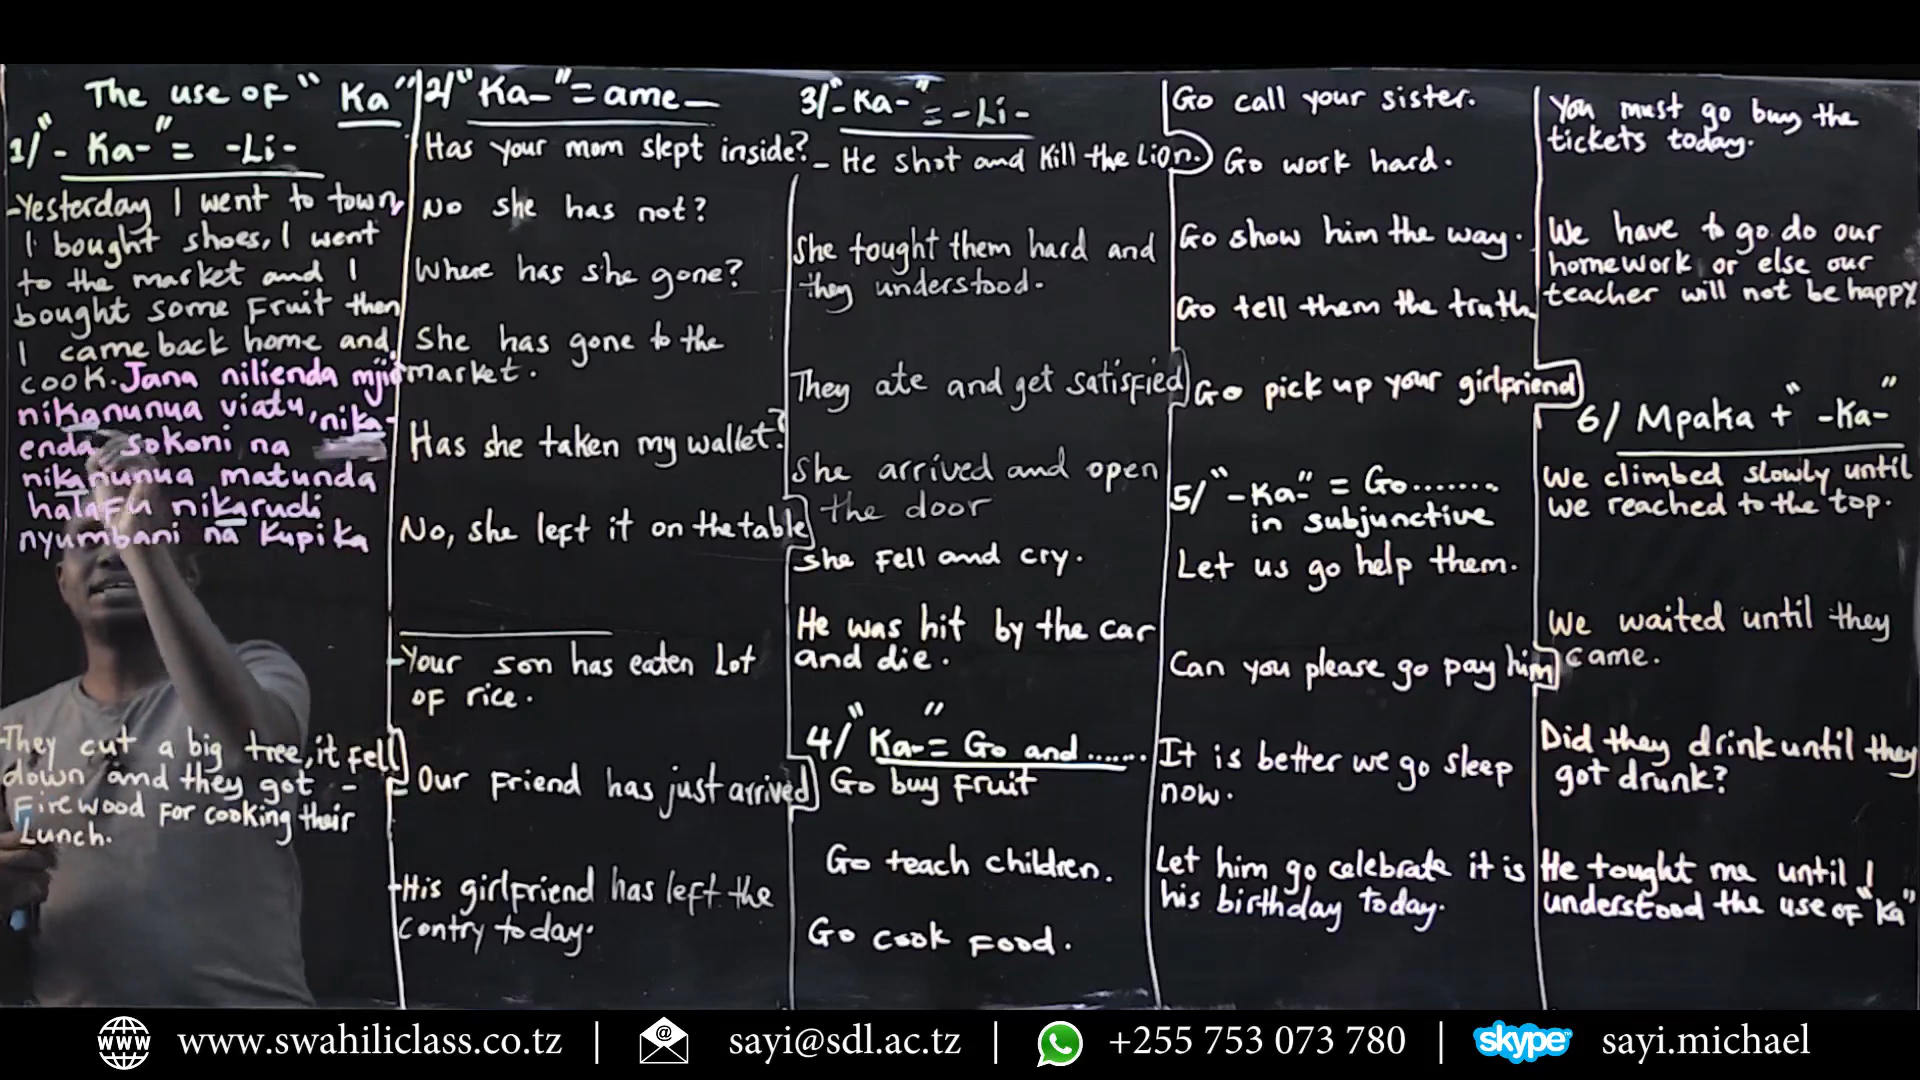 The use of "Ka"
1/ "-Ka-" = -Li-
-Yesterday I went to town,
I bought shoes, I went
to the market and I
bought some Fruit then
I came back home and
cook. Jana nilienda mjini
nikanunua viatu, nika-
enda sokoni na
nikanunua matunda
halafu nikarudi
nyumbani na kupika
-They cut a big tree, it fell
down and they got -
Firewood for cooking their
Lunch.
2/ "Ka-" = ame-
Has your mom slept inside?
No she has not?
Where has she gone?
She has gone to the
market.
Has she taken my wallet?
No, she left it on the table
-Your son has eaten Lot
of rice.
-Our Friend has just arrived
-His girlfriend has left the
contry today.
3/ "-Ka-" = -Li-
- He shot and kill the Lion.
She tought them hard and
they understood.
They ate and get satisfied
She arrived and open
the door
She fell and cry.
He was hit by the car
and die.
4/ "Ka-" = Go and ......
Go buy fruit
Go teach children.
Go cook food.
Go call your sister.
Go work hard.
Go show him the way.
Go tell them the truth.
Go pick up your girlfriend
5/ "-Ka-" = Go.......
in subjunctive
Let us go help them.
Can you please go pay him
It is better we go sleep
now.
Let him go celebrate it is
his birthday today.
You must go buy the
tickets today.
We have to go do our
homework or else our
teacher will not be happy
6/ Mpaka + "-Ka-"
We climbed slowly until
we reached to the top.
We waited until they
came.
Did they drink until they
got drunk?
He tought me until I
understood the use of "Ka"
WWW www.swahiliclass.co.tz | @ sayi@sdl.ac.tz | +255 753 073 780 | skype sayi.michael